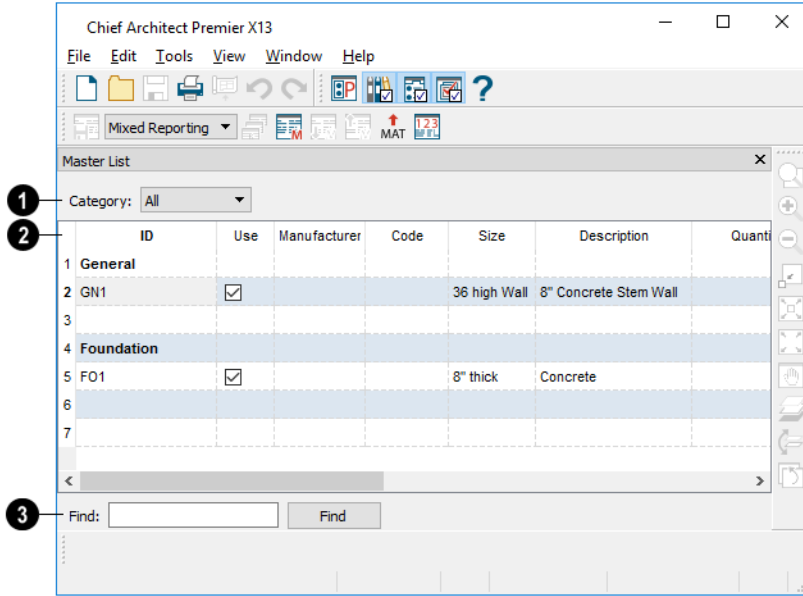 Chief Architect Premier X13
File Edit Tools View Window Help
P ?
Mixed Reporting M MAT 123
Master List
1 Category: All
2 ID Use Manufacturer Code Size Description Quanti
1 General
2 GN1 36 high Wall 8" Concrete Stem Wall
3
4 Foundation
5 FO1 8" thick Concrete
6
7
3 Find: Find